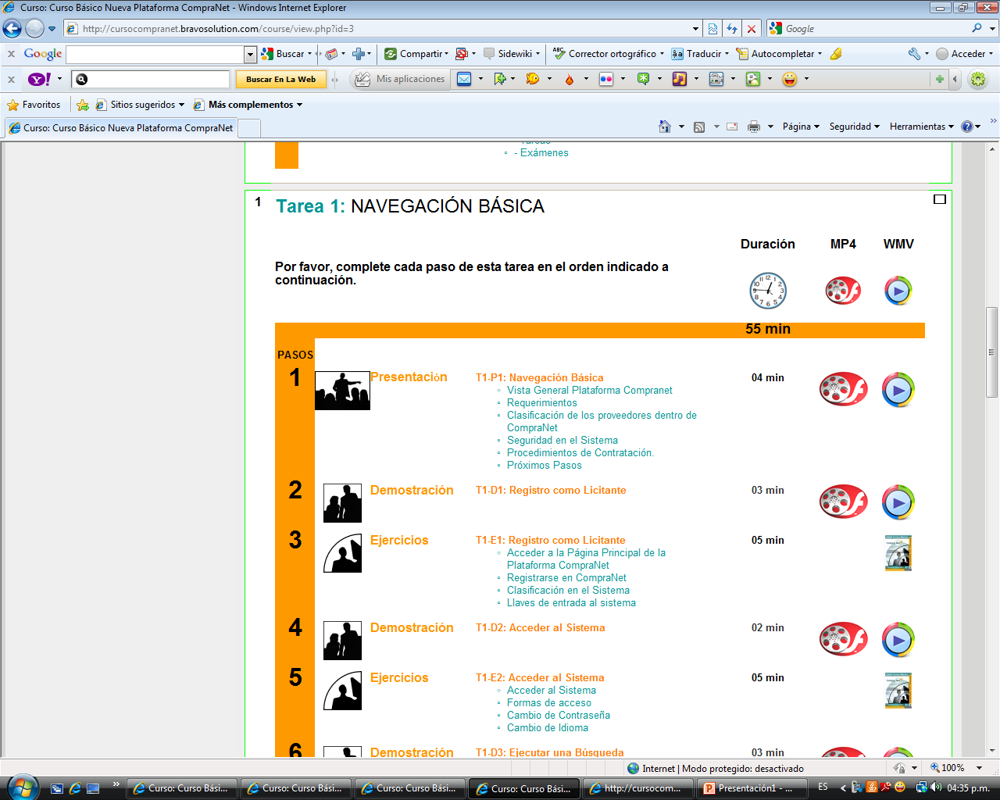 Curso: Curso Básico Nueva Plataforma CompraNet - Windows Internet Explorer
http://cursocompranet.bravosolution.com/course/view.php?id=3
Google
x Google Buscar Compartir Sidewiki Corrector ortográfico Traducir Autocompletar Acceder
x Y! Buscar En La Web Mis aplicaciones
Favoritos Sitios sugeridos Más complementos
Curso: Curso Básico Nueva Plataforma CompraNet
Página Seguridad Herramientas
- Tareas
- Exámenes
1 Tarea 1: NAVEGACIÓN BÁSICA
Duración MP4 WMV
Por favor, complete cada paso de esta tarea en el orden indicado a
continuación.
55 min
PASOS
1 Presentación T1-P1: Navegación Básica 04 min
Vista General Plataforma Compranet
Requerimientos
Clasificación de los proveedores dentro de
CompraNet
Seguridad en el Sistema
Procedimientos de Contratación.
Próximos Pasos
2 Demostración T1-D1: Registro como Licitante 03 min
3 Ejercicios T1-E1: Registro como Licitante 05 min
Acceder a la Página Principal de la
Plataforma CompraNet
Registrarse en CompraNet
Clasificación en el Sistema
Llaves de entrada al sistema
4 Demostración T1-D2: Acceder al Sistema 02 min
5 Ejercicios T1-E2: Acceder al Sistema 05 min
Acceder al Sistema
Formas de acceso
Cambio de Contraseña
Cambio de Idioma
6 Demostración T1-D3: Ejecutar una Búsqueda 03 min
Internet | Modo protegido: desactivado 100%
Curso: Curso Bási... Curso: Curso Bási... Curso: Curso Bási... Curso: Curso Bási... http://cursocom... Presentación1 - ... ES 04:35 p.m.